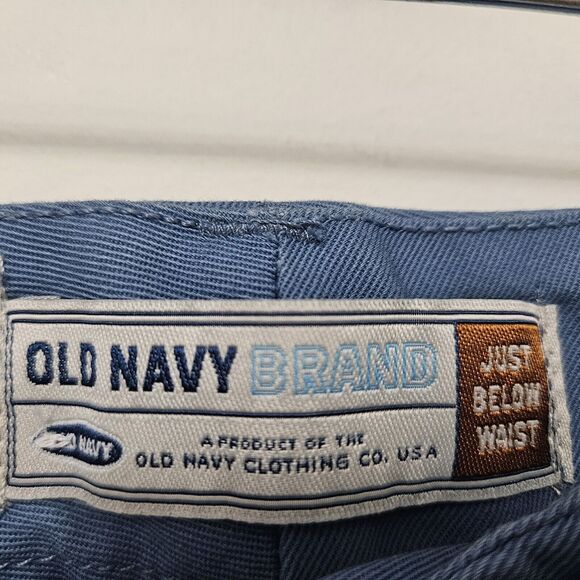 OLD NAVY BRAND
JUST
BELOW
WAIST
OLD NAVY
A PRODUCT OF THE
OLD NAVY CLOTHING CO. USA